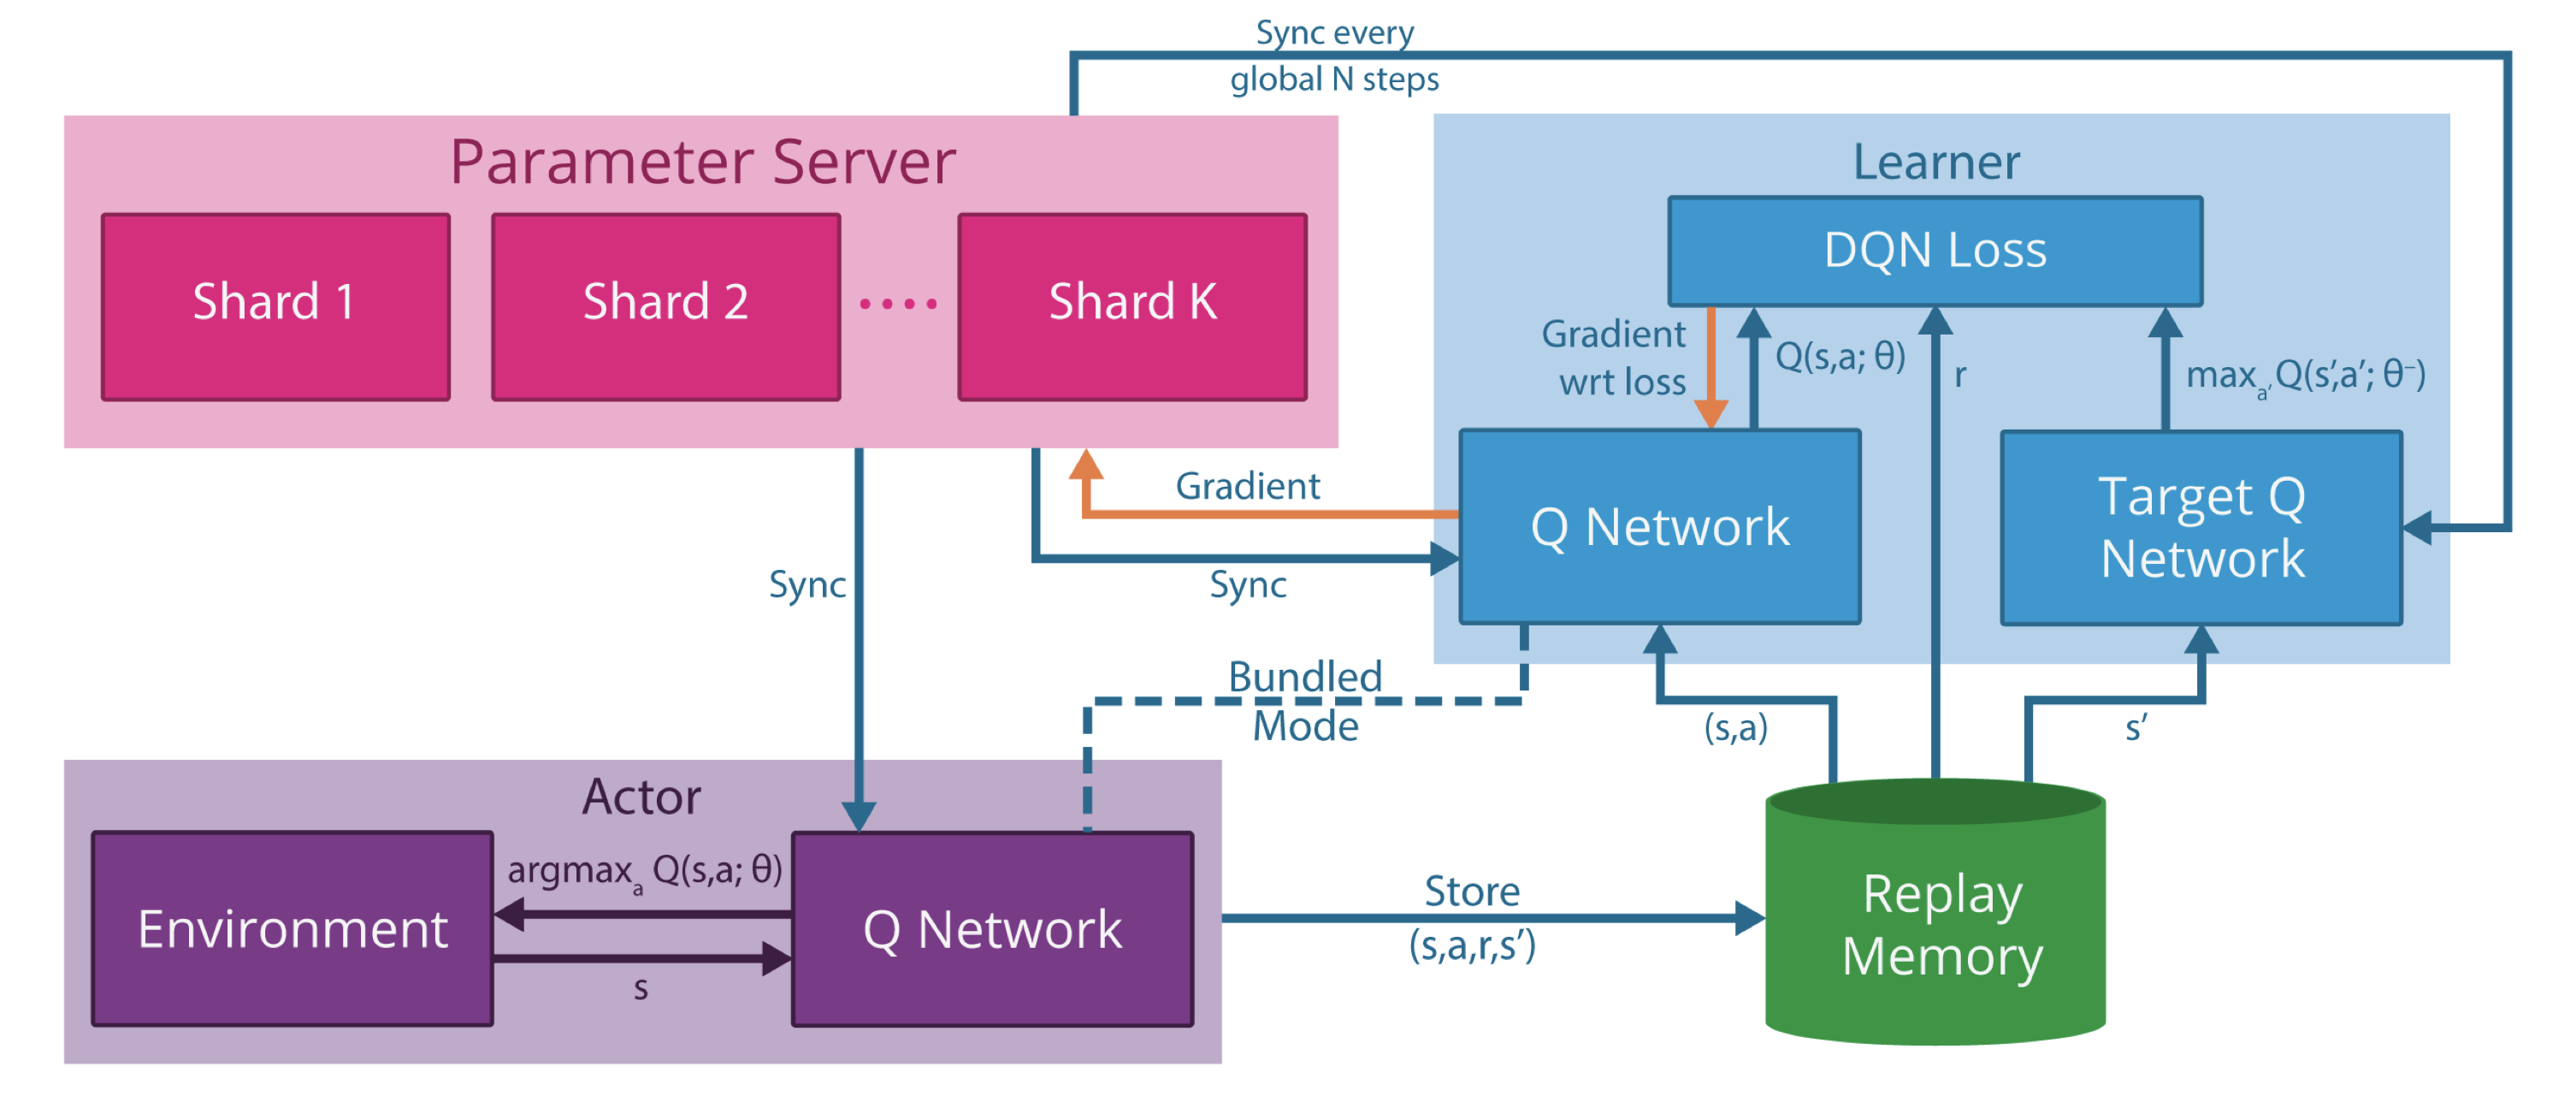 Sync every
global N steps
Parameter Server
Shard 1
Shard 2
....
Shard K
Learner
DQN Loss
Gradient
wrt loss
Q(s,a; θ)
r
maxₐ′Q(s′,a′; θ⁻)
Gradient
Q Network
Target Q
Network
Sync
Sync
Bundled
Mode
(s,a)
s′
Actor
Environment
argmaxₐ Q(s,a; θ)
s
Q Network
Store
(s,a,r,s′)
Replay
Memory